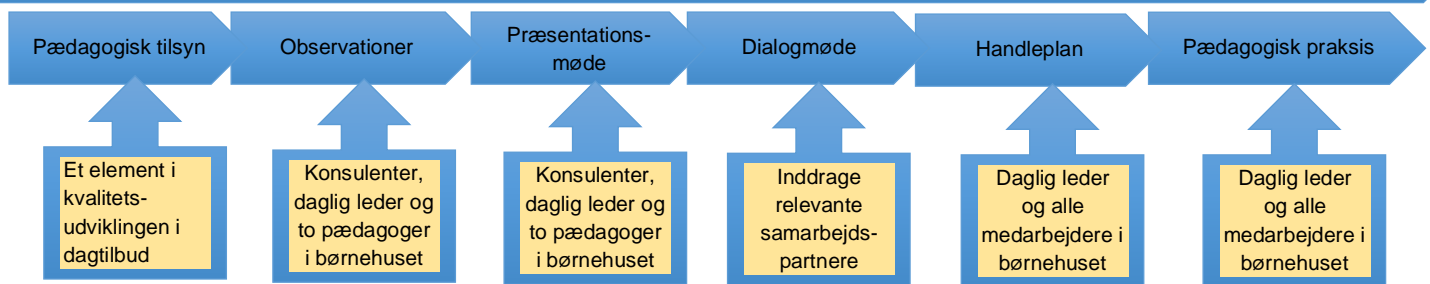 Pædagogisk tilsyn
Observationer
Præsentations-
møde
Dialogmøde
Handleplan
Pædagogisk praksis
Et element i
kvalitets-
udviklingen i
dagtilbud
Konsulenter,
daglig leder og
to pædagoger
i børnehuset
Konsulenter,
daglig leder og
to pædagoger
i børnehuset
Inddrage
relevante
samarbejds-
partnere
Daglig leder
og alle
medarbejdere i
børnehuset
Daglig leder
og alle
medarbejdere i
børnehuset